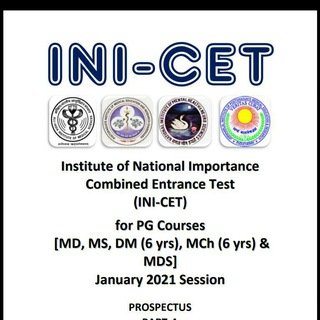 INI-CET
Institute of National Importance
Combined Entrance Test
(INI-CET)
for PG Courses
[MD, MS, DM (6 yrs), MCh (6 yrs) &
MDS]
January 2021 Session
PROSPECTUS